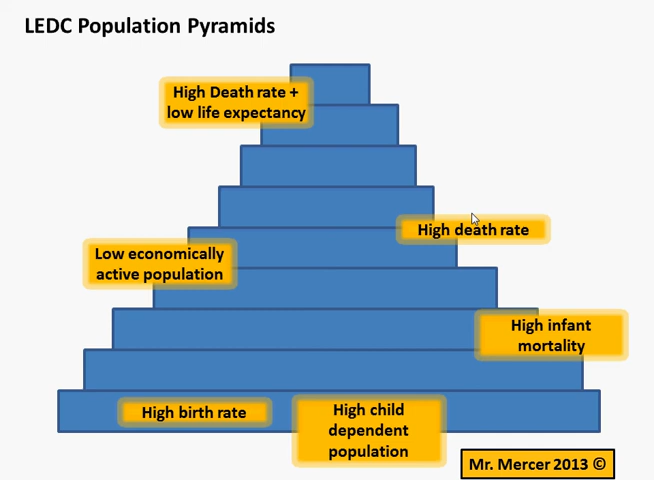 LEDC Population Pyramids
High Death rate +
low life expectancy
High death rate
Low economically
active population
High infant
mortality
High birth rate
High child
dependent
population
Mr. Mercer 2013 ©